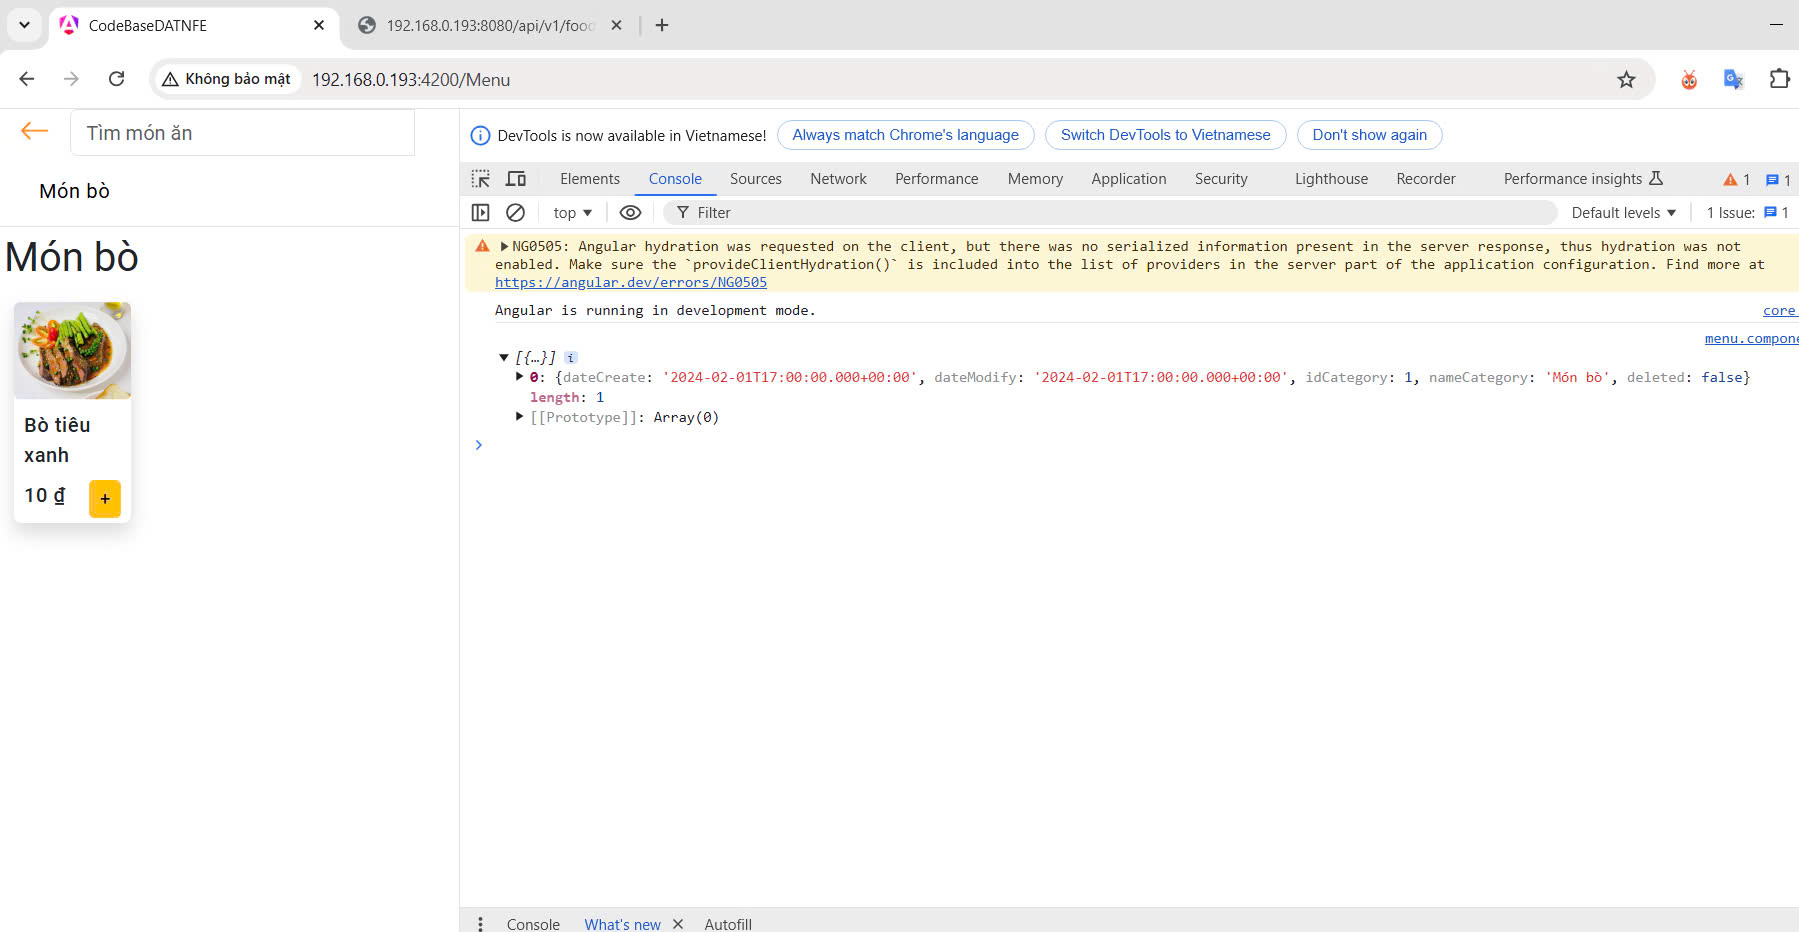 CodeBaseDATNFE
192.168.0.193:8080/api/v1/food
Không bảo mật
192.168.0.193:4200/Menu
Tìm món ăn
Món bò
Món bò
Bò tiêu
xanh
10 ₫
+
DevTools is now available in Vietnamese!
Always match Chrome's language
Switch DevTools to Vietnamese
Don't show again
Elements
Console
Sources
Network
Performance
Memory
Application
Security
Lighthouse
Recorder
Performance insights
1
1
top
Filter
Default levels
1 Issue:
1
NG0505: Angular hydration was requested on the client, but there was no serialized information present in the server response, thus hydration was not
enabled. Make sure the `provideClientHydration()` is included into the list of providers in the server part of the application configuration. Find more at
https://angular.dev/errors/NG0505
Angular is running in development mode.
core.
menu.compone
[{…}] i
0: {dateCreate: '2024-02-01T17:00:00.000+00:00', dateModify: '2024-02-01T17:00:00.000+00:00', idCategory: 1, nameCategory: 'Món bò', deleted: false}
length: 1
[[Prototype]]: Array(0)
Console
What's new
Autofill